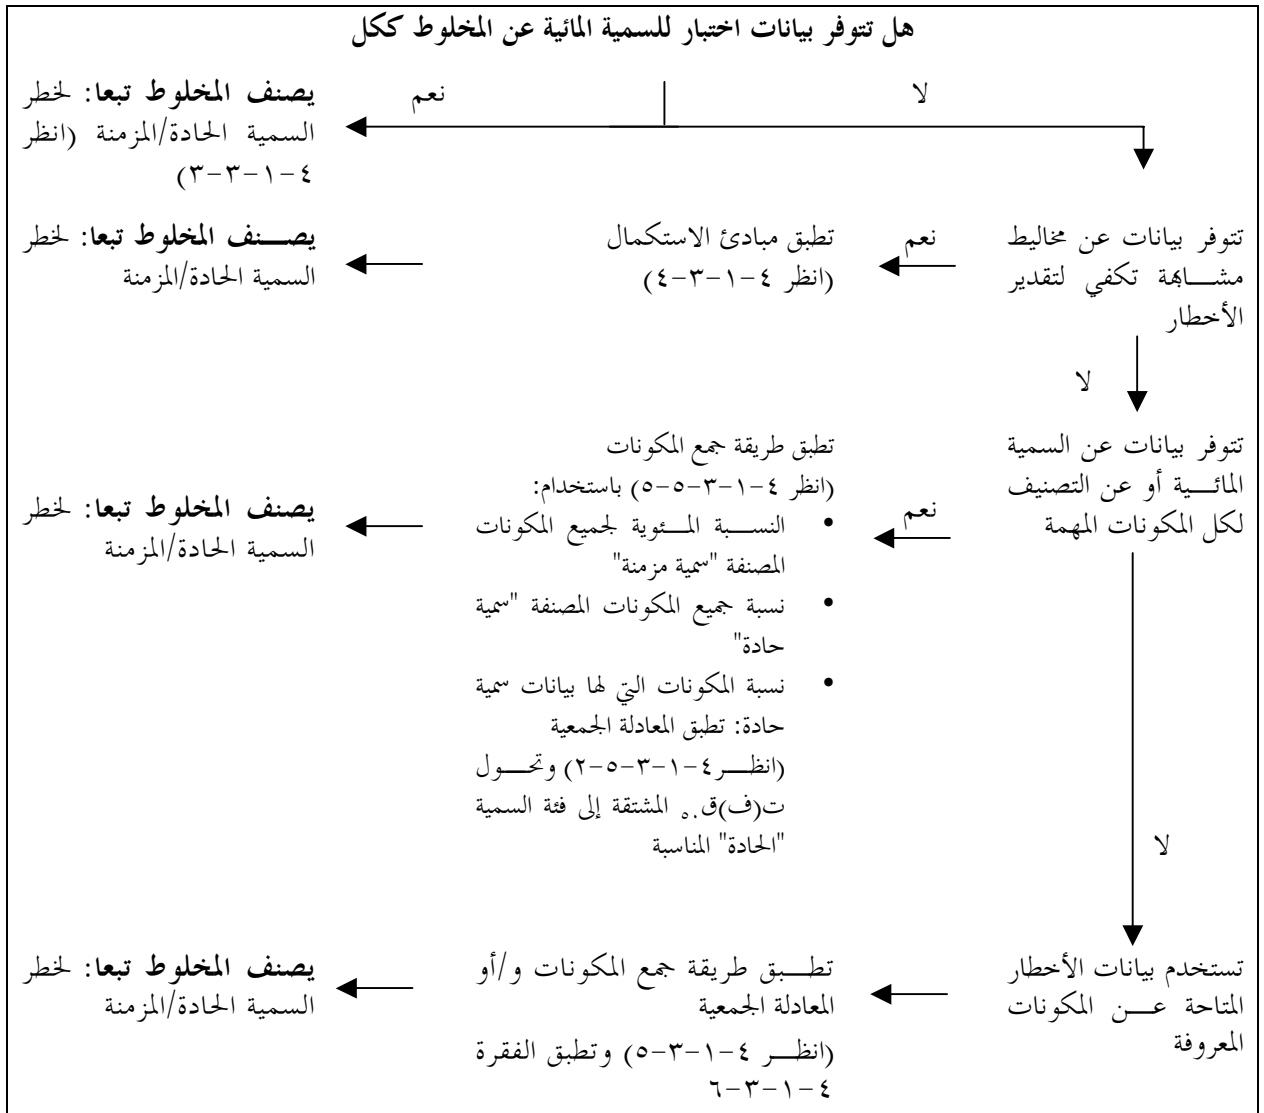 هل تتوفر بيانات اختبار للسمية المائية عن المخلوط ككل
لا
نعم
يصنف المخلوط تبعا: لخطر
السمية الحادة/المزمنة (انظر
٤-١-٣-٣)
تتوفر بيانات عن مخاليط
مشابهة تكفي لتقدير
الأخطار
نعم
تطبق مبادئ الاستكمال
(انظر ٤-١-٣-٤)
يصنف المخلوط تبعا: لخطر
السمية الحادة/المزمنة
لا
تتوفر بيانات عن السمية
المائية أو عن التصنيف
لكل المكونات المهمة
نعم
تطبق طريقة جمع المكونات
(انظر ٤-١-٣-٥-٥) باستخدام:
• النسبة المئوية لجميع المكونات
المصنفة "سمية مزمنة"
• نسبة جميع المكونات المصنفة "سمية
حادة"
• نسبة المكونات التي لها بيانات سمية
حادة: تطبق المعادلة الجمعية
(انظر ٤-١-٣-٥-٢) وتحول
ت(ف)ق٥٠ المشتقة إلى فئة السمية
"الحادة" المناسبة
يصنف المخلوط تبعا: لخطر
السمية الحادة/المزمنة
لا
تستخدم بيانات الأخطار
المتاحة عن المكونات
المعروفة
تطبق طريقة جمع المكونات و/أو
المعادلة الجمعية
(انظر ٤-١-٣-٥) وتطبق الفقرة
٤-١-٣-٦
يصنف المخلوط تبعا: لخطر
السمية الحادة/المزمنة